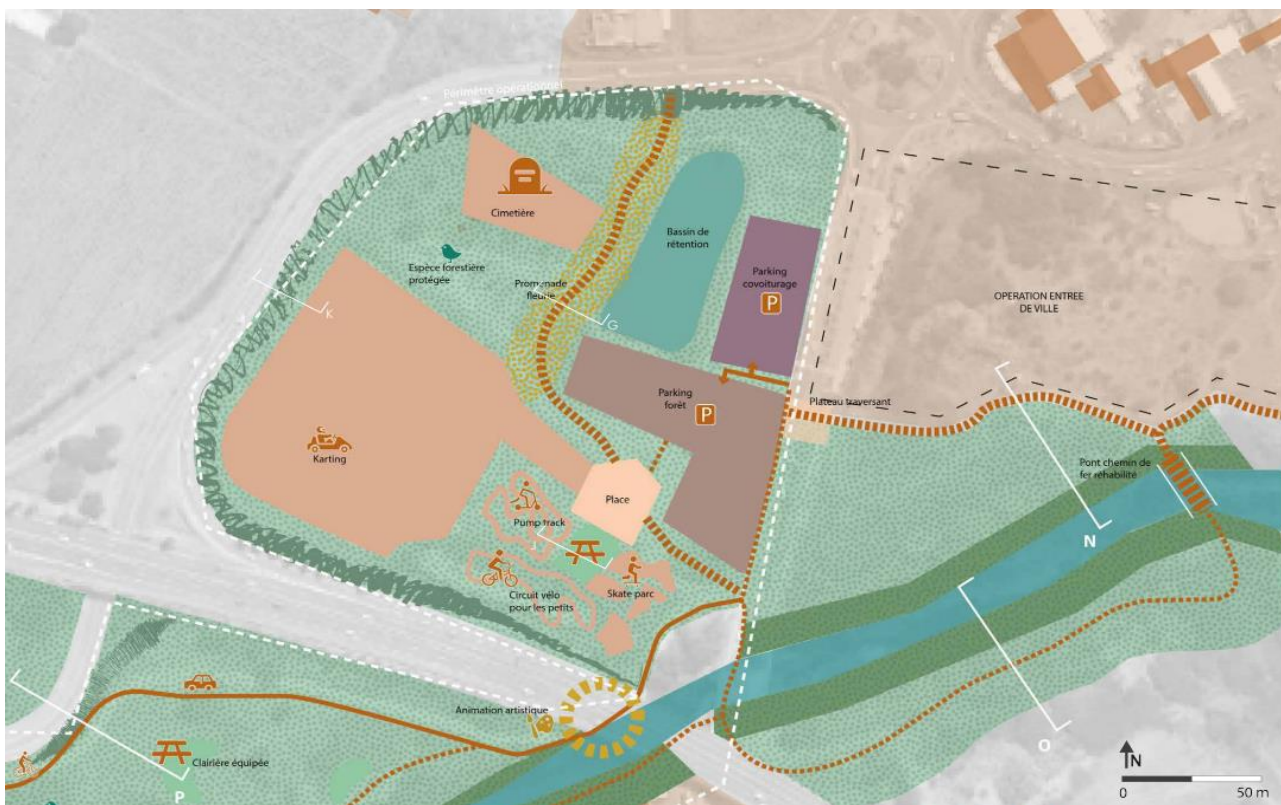 Périmètre opérationnel
Cimetière
Bassin de
rétention
Espèce forestière
protégée
Promenade
fleurie
K
G
Parking
covoiturage
P
OPERATION ENTREE
DE VILLE
Parking
forêt
P
Plateau traversant
Karting
Pont chemin de
fer réhabilité
Place
Pump track
N
Circuit vélo
pour les petits
Skate parc
Animation artistique
Clairière équipée
P
O
N
0
50 m